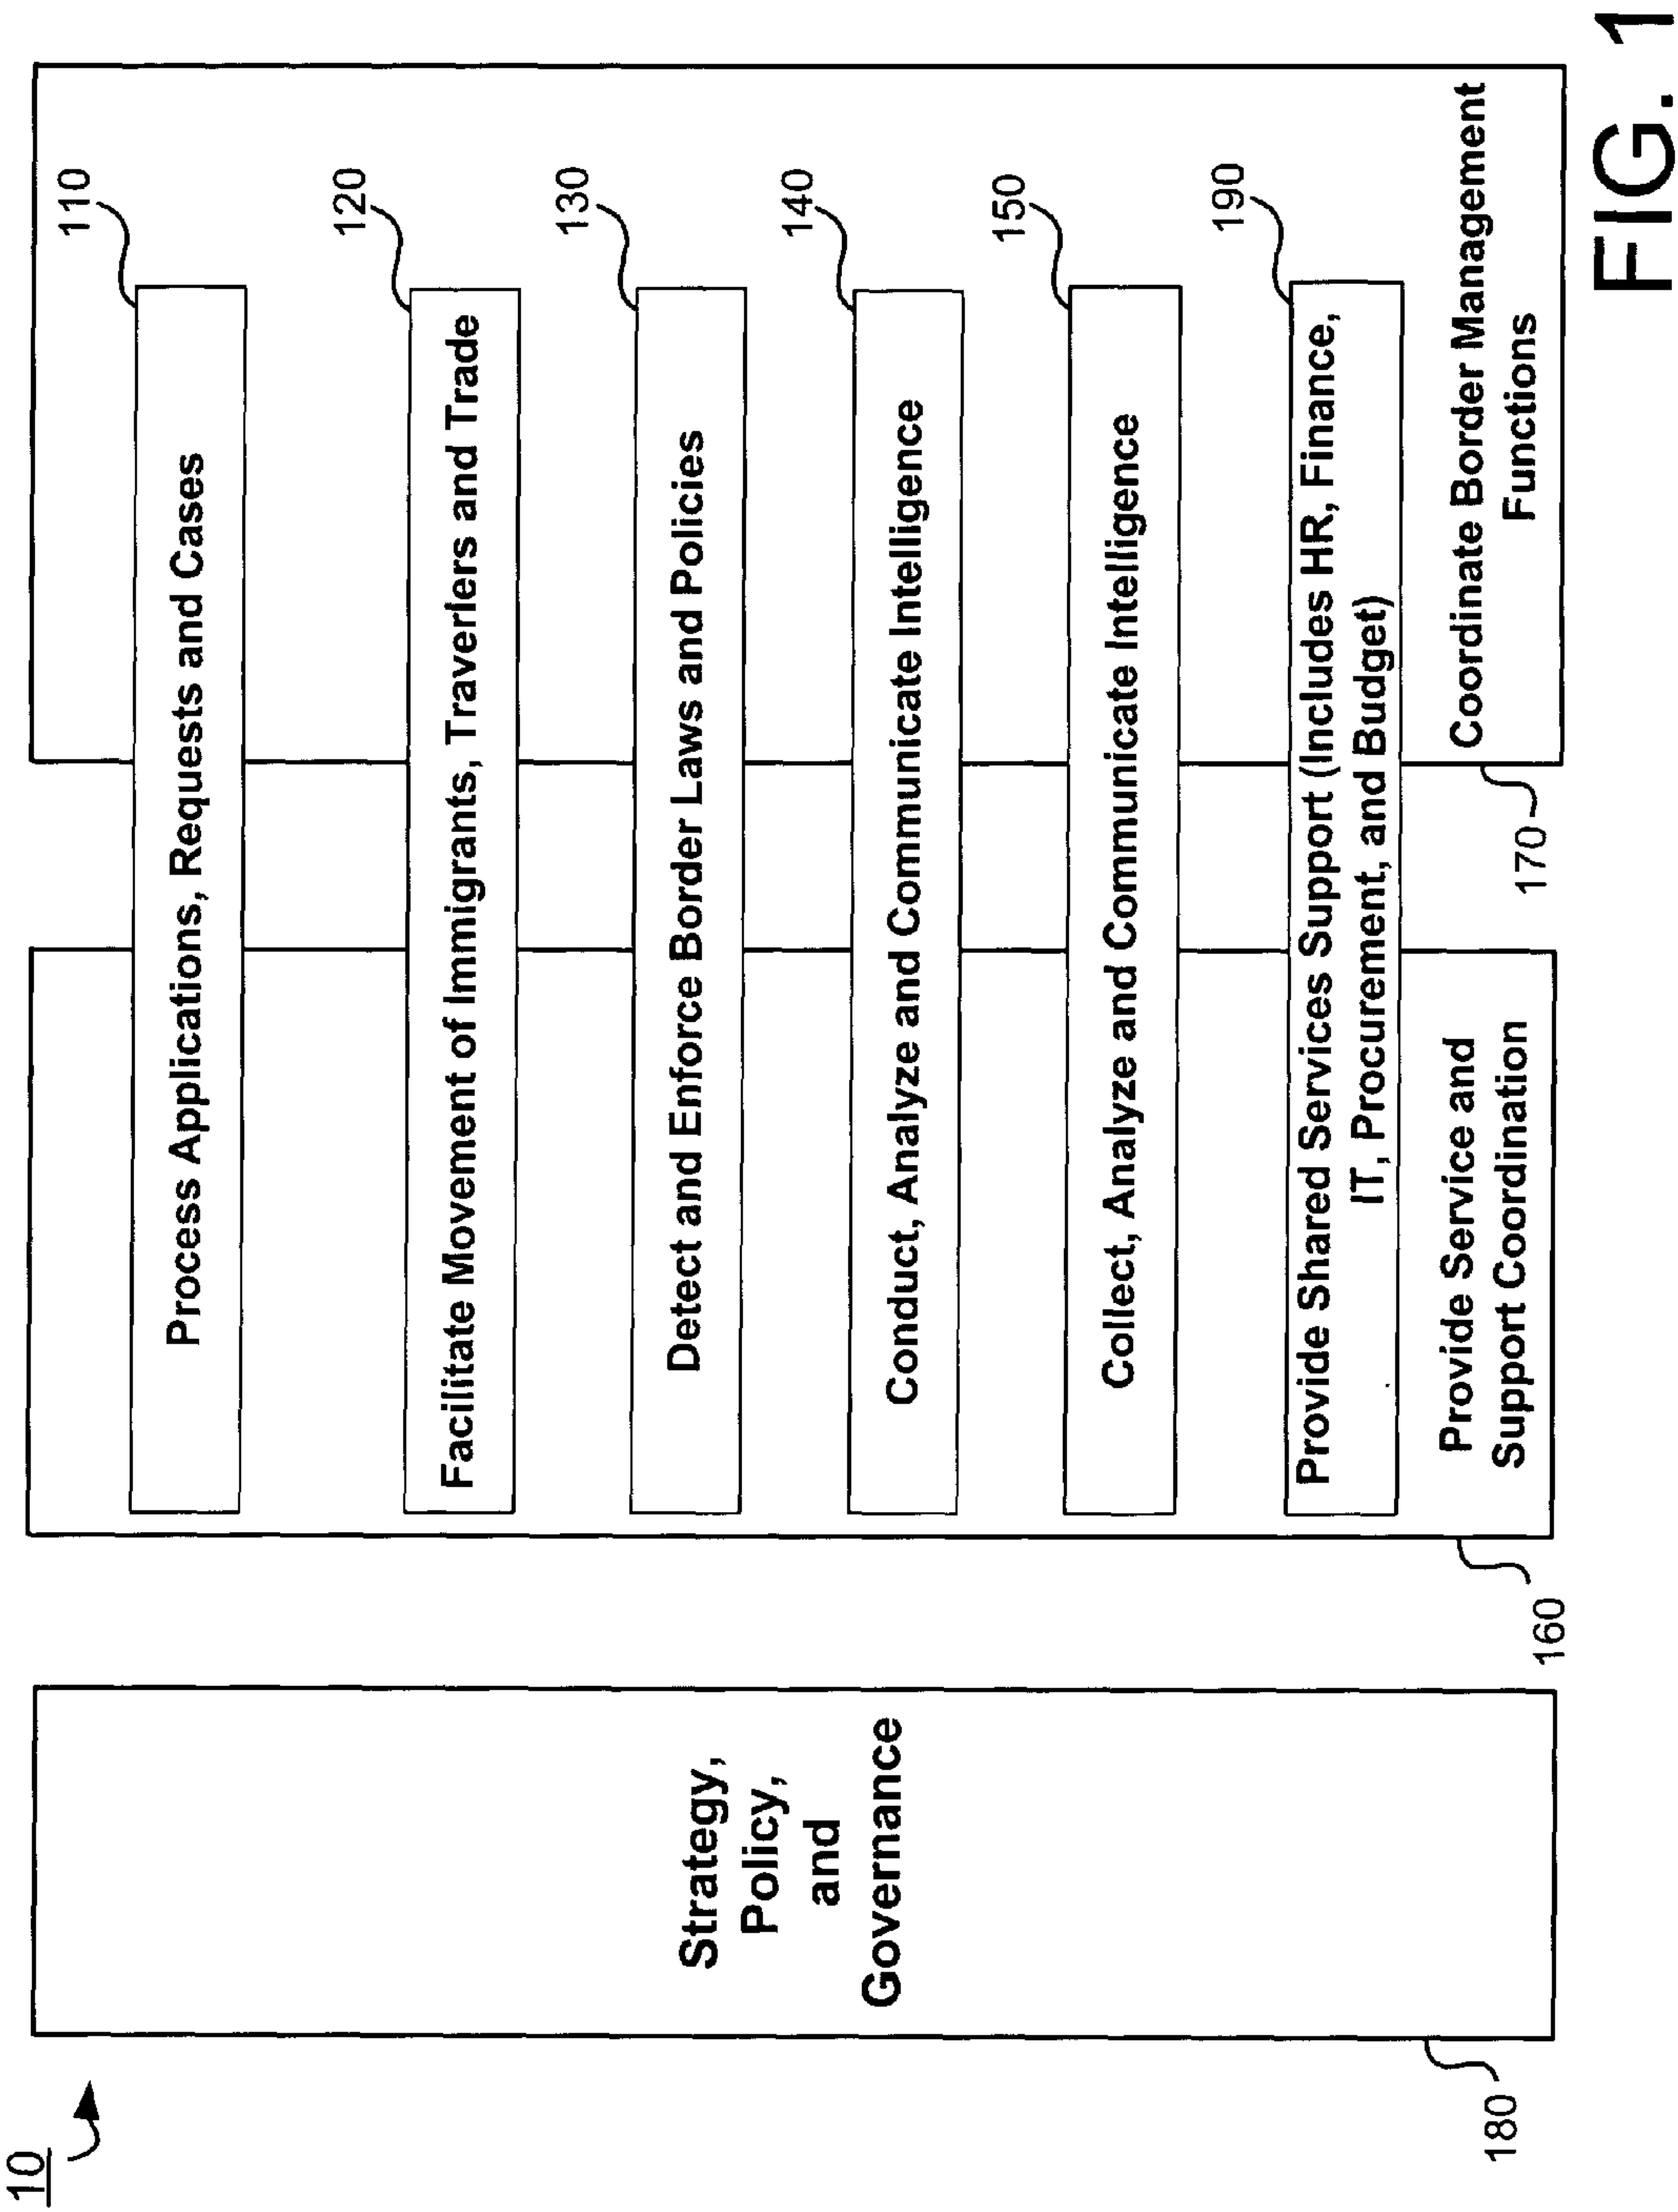 10
110
Process Applications, Requests and Cases
120
Facilitate Movement of Immigrants, Travelers and Trade
130
Detect and Enforce Border Laws and Policies
140
Conduct, Analyze and Communicate Intelligence
150
Collect, Analyze and Communicate Intelligence
190
Provide Shared Services Support (Includes HR, Finance,
IT, Procurement, and Budget)
Strategy,
Policy,
and
Governance
Provide Service and
Support Coordination
Coordinate Border Management
Functions
180
160
170
FIG. 1